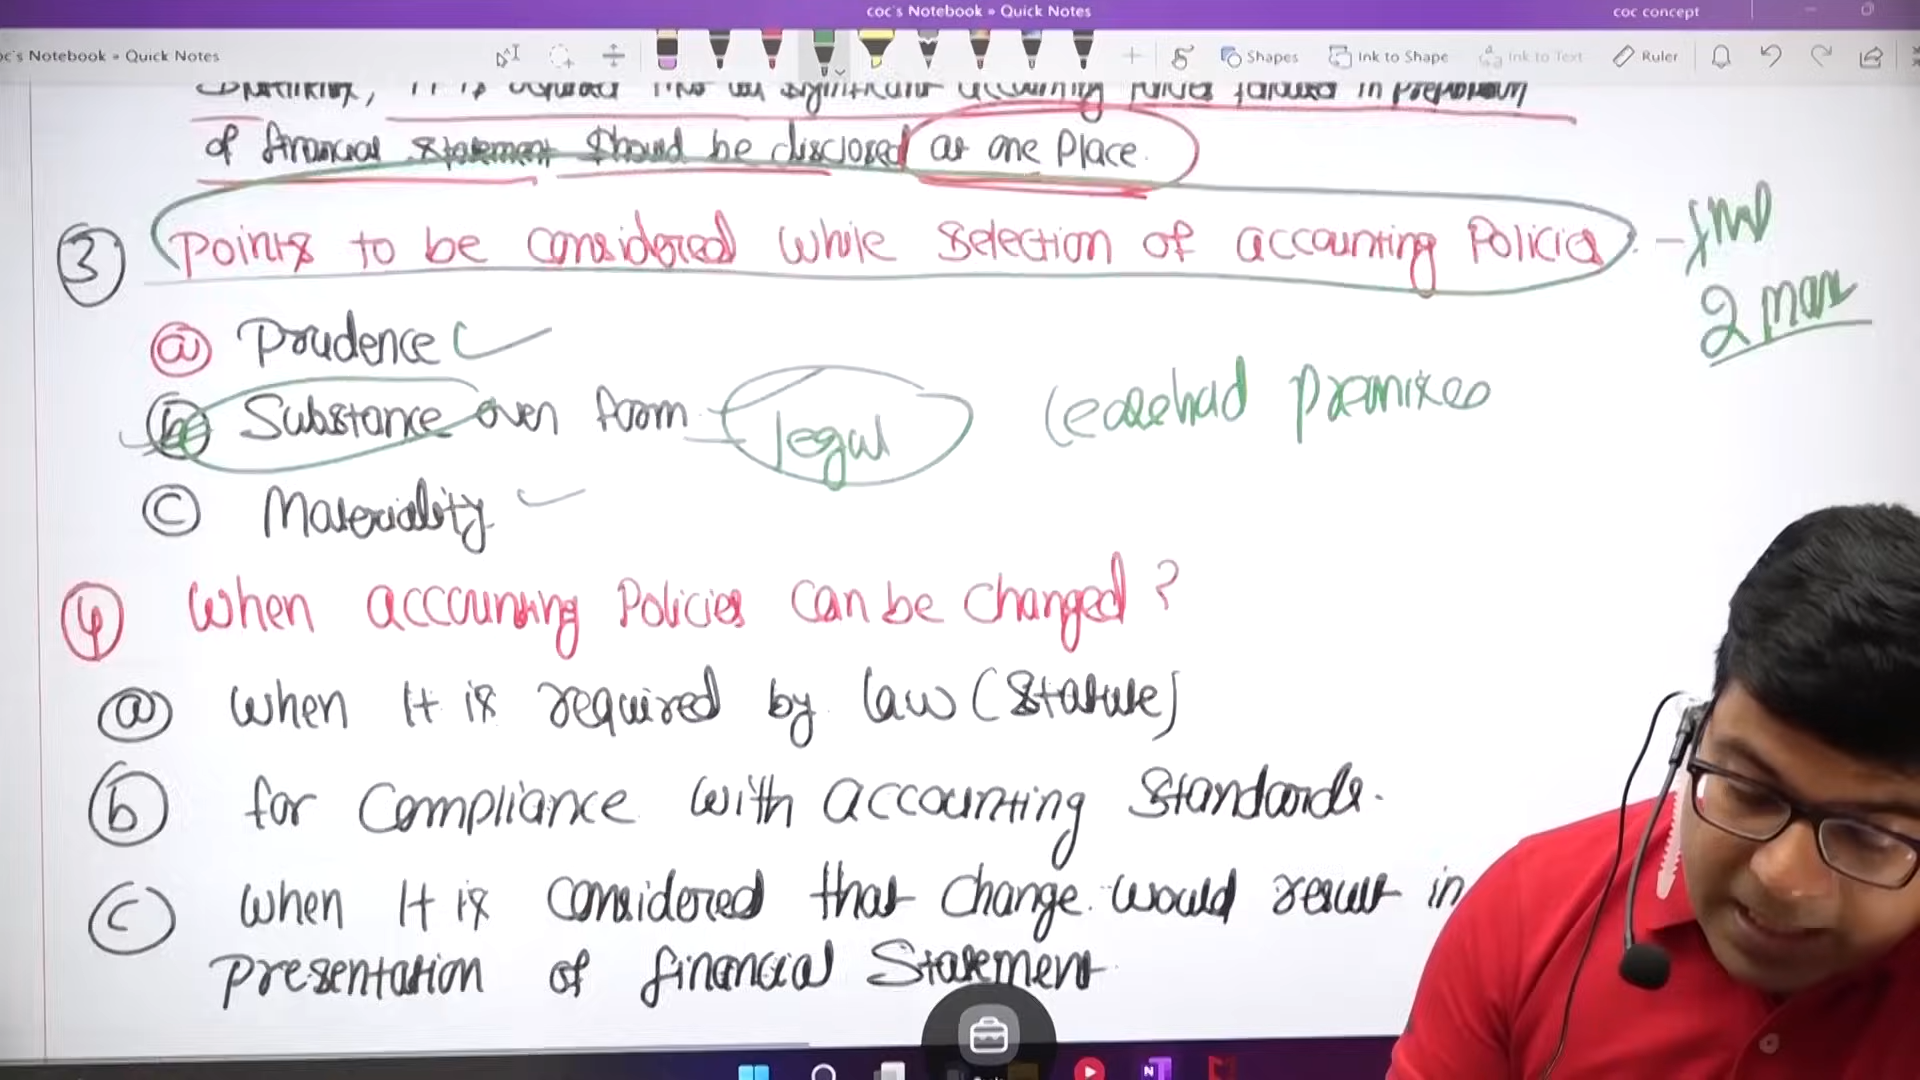 coc's Notebook » Quick Notes
coc concept
oc's Notebook » Quick Notes
Shapes
Ink to Shape
Ink to Text
Ruler
of financial statement should be disclosed at one place.
③ Points to be considered while selection of accounting Policies - Imp
2 mark
ⓐ Prudence
ⓑ Substance over form legal leasehad premises
ⓒ Materiality
④ When accounting Policies can be changed?
ⓐ when It is required by law (Statute)
ⓑ for compliance with accounting standards.
ⓒ when It is considered that change would result in
presentation of financial Statement